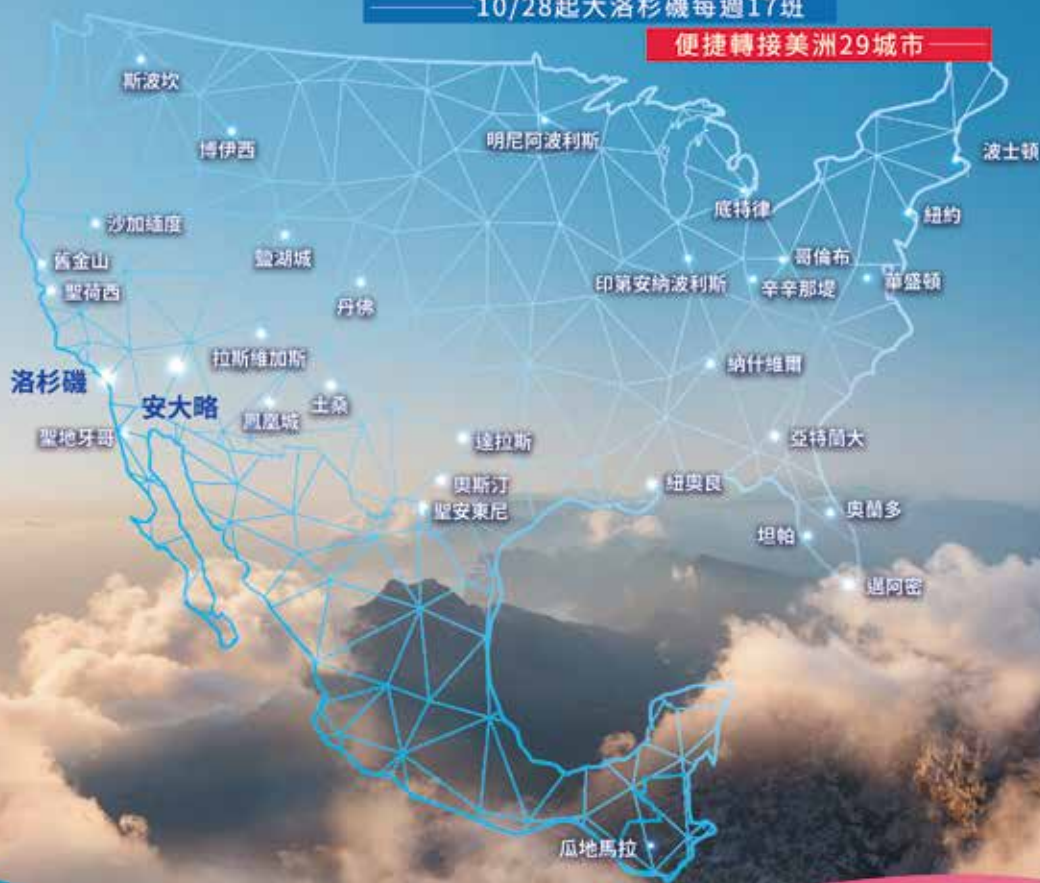 10/28起大洛杉磯每週17班
便捷轉接美洲29城市
斯波坎
博伊西
明尼阿波利斯
波士頓
底特律
紐約
沙加緬度
舊金山
聖荷西
鹽湖城
丹佛
印第安納波利斯
哥倫布
辛辛那堤
華盛頓
拉斯維加斯
納什維爾
洛杉磯
安大略
鳳凰城
土桑
聖地牙哥
達拉斯
亞特蘭大
奧斯汀
紐奧良
聖安東尼
奧蘭多
坦帕
邁阿密
瓜地馬拉